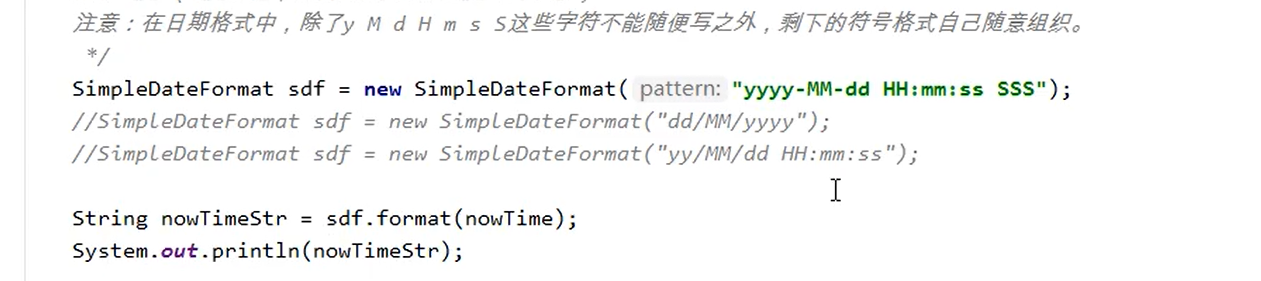 注意：在日期格式中，除了y M d H m s S这些字符不能随便写之外，剩下的符号格式自己随意组织。
*/
SimpleDateFormat sdf = new SimpleDateFormat( pattern: "yyyy-MM-dd HH:mm:ss SSS");
//SimpleDateFormat sdf = new SimpleDateFormat("dd/MM/yyyy");
//SimpleDateFormat sdf = new SimpleDateFormat("yy/MM/dd HH:mm:ss");
String nowTimeStr = sdf.format(nowTime);
System.out.println(nowTimeStr);